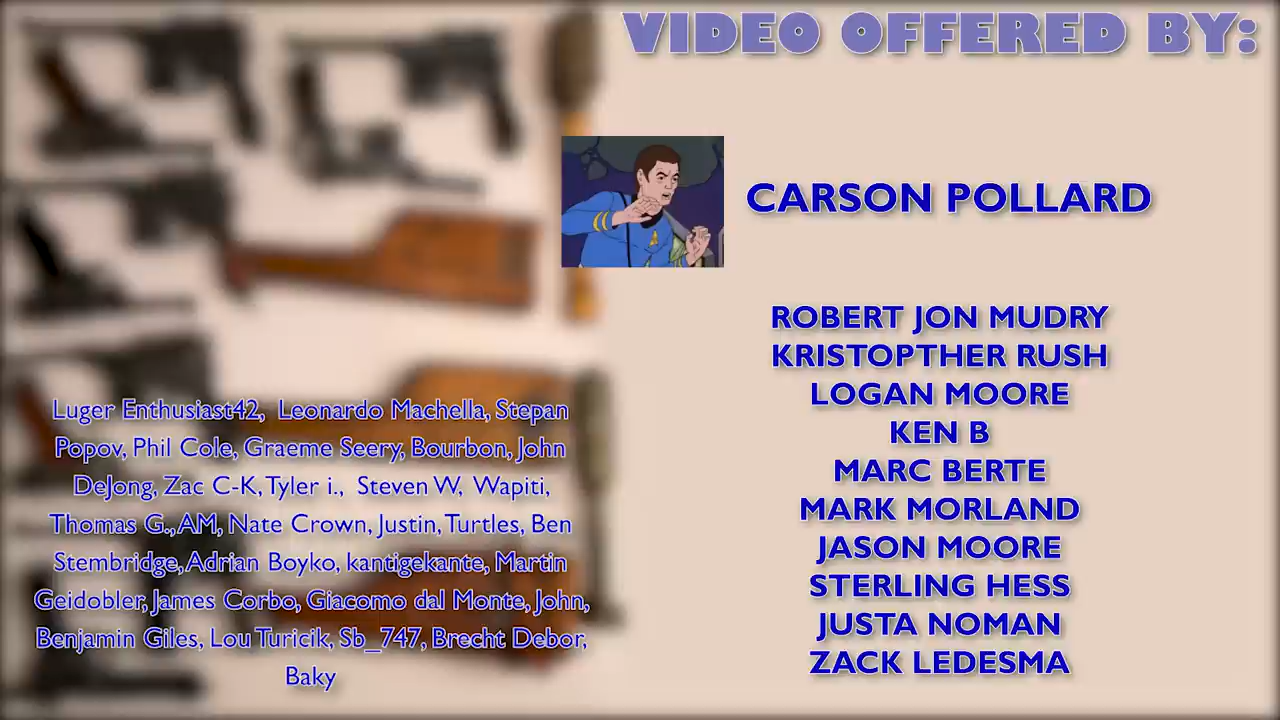 VIDEO OFFERED BY:
CARSON POLLARD
ROBERT JON MUDRY
KRISTOPTHER RUSH
LOGAN MOORE
KEN B
MARC BERTE
MARK MORLAND
JASON MOORE
STERLING HESS
JUSTA NOMAN
ZACK LEDESMA
Luger Enthusiast42, Leonardo Machella, Stepan
Popov, Phil Cole, Graeme Seery, Bourbon, John
DeJong, Zac C-K, Tyler i., Steven W, Wapiti,
Thomas G., AM, Nate Crown, Justin, Turtles, Ben
Stembridge, Adrian Boyko, kantigekante, Martin
Geidobler, James Corbo, Giacomo dal Monte, John,
Benjamin Giles, Lou Turicik, Sb_747, Brecht Debor,
Baky